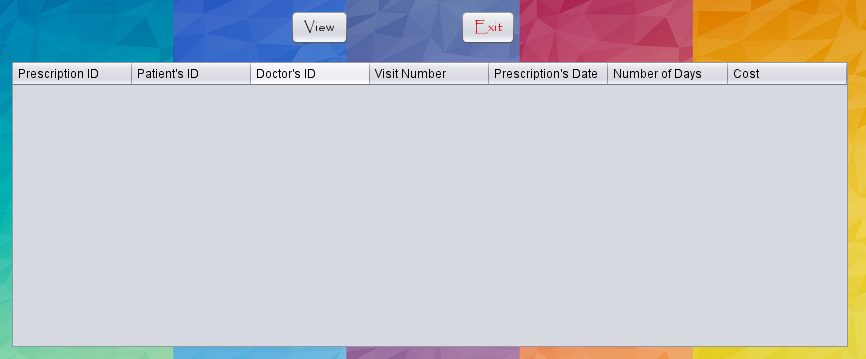 View Exit
Prescription ID Patient's ID Doctor's ID Visit Number Prescription's Date Number of Days Cost